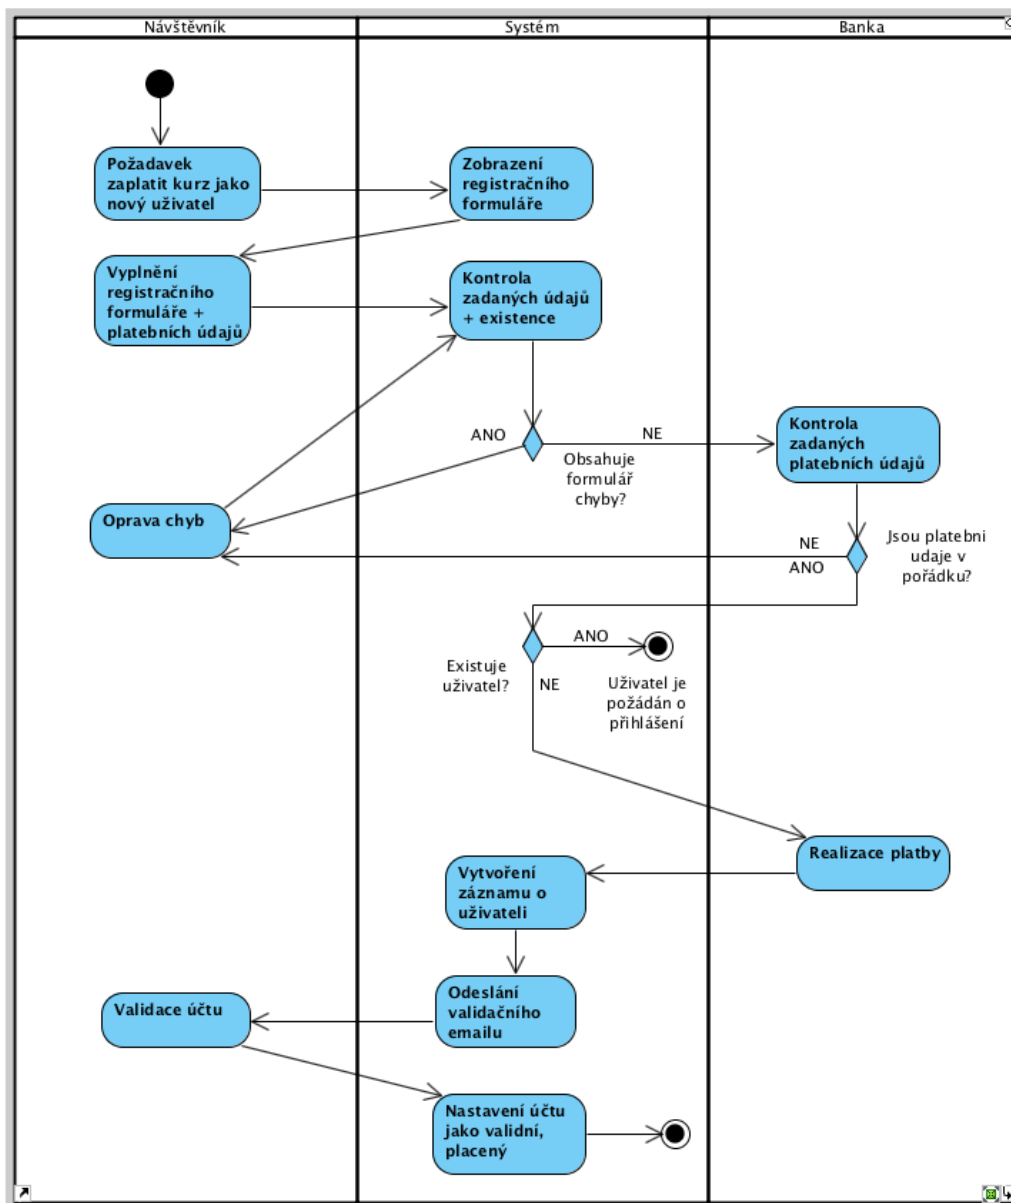 Návštěvník
Systém
Banka
Požadavek
zaplatit kurz jako
nový uživatel
Zobrazení
registračního
formuláře
Vyplnění
registračního
formuláře +
platebních údajů
Kontrola
zadaných údajů
+ existence
ANO
NE
Obsahuje
formulář
chyby?
Kontrola
zadaných
platebních údajů
Oprava chyb
NE
ANO
Jsou platebni
udaje v
pořádku?
Existuje
uživatel?
ANO
NE
Uživatel je
požádán o
přihlášení
Realizace platby
Vytvoření
záznamu o
uživateli
Odeslání
validačního
emailu
Validace účtu
Nastavení účtu
jako validní,
placený